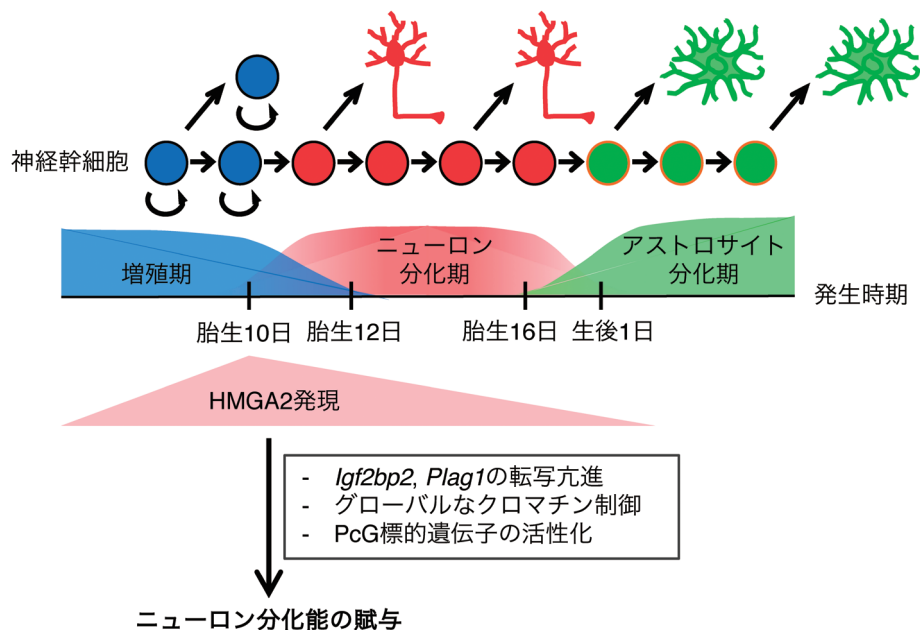 神経幹細胞
増殖期
ニューロン
分化期
アストロサイト
分化期
発生時期
胎生10日
胎生12日
胎生16日
生後1日
HMGA2発現
- Igf2bp2, Plag1の転写亢進
- グローバルなクロマチン制御
- PcG標的遺伝子の活性化
ニューロン分化能の賦与